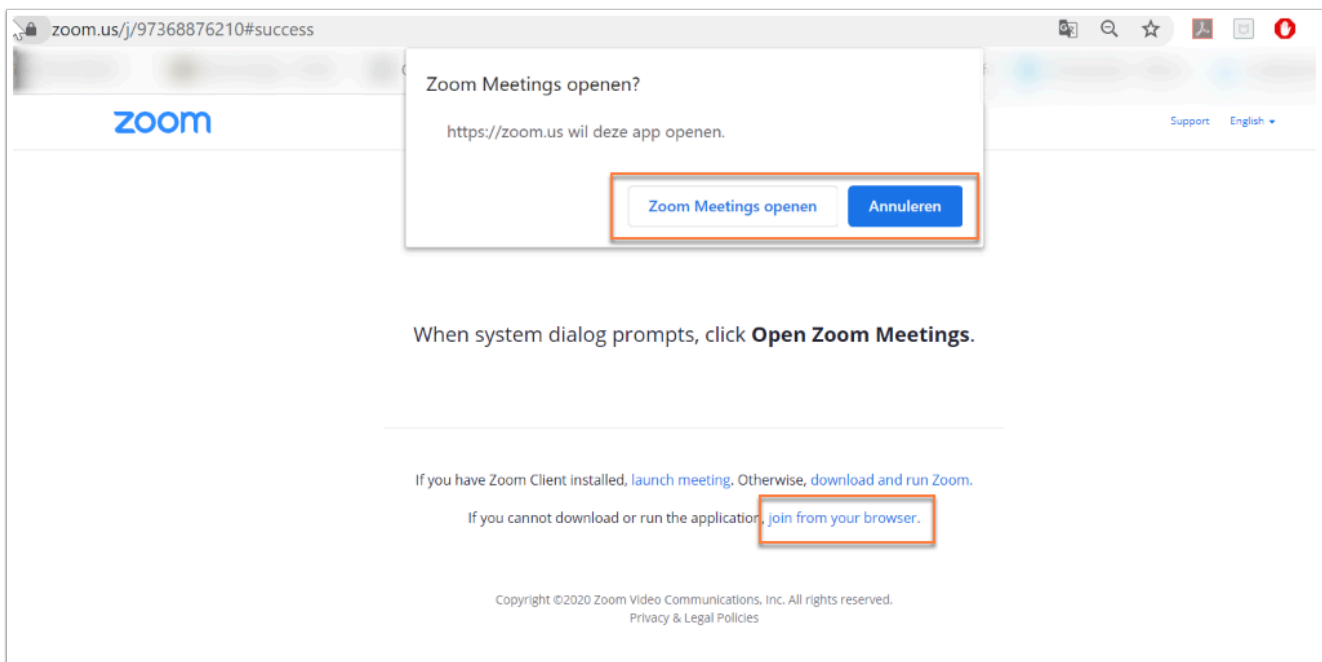 zoom.us/j/97368876210#success
Zoom Meetings openen?
https://zoom.us wil deze app openen.
Zoom Meetings openen Annuleren
zoom
Support English
When system dialog prompts, click Open Zoom Meetings.
If you have Zoom Client installed, launch meeting. Otherwise, download and run Zoom.
If you cannot download or run the application, join from your browser.
Copyright ©2020 Zoom Video Communications, Inc. All rights reserved.
Privacy & Legal Policies